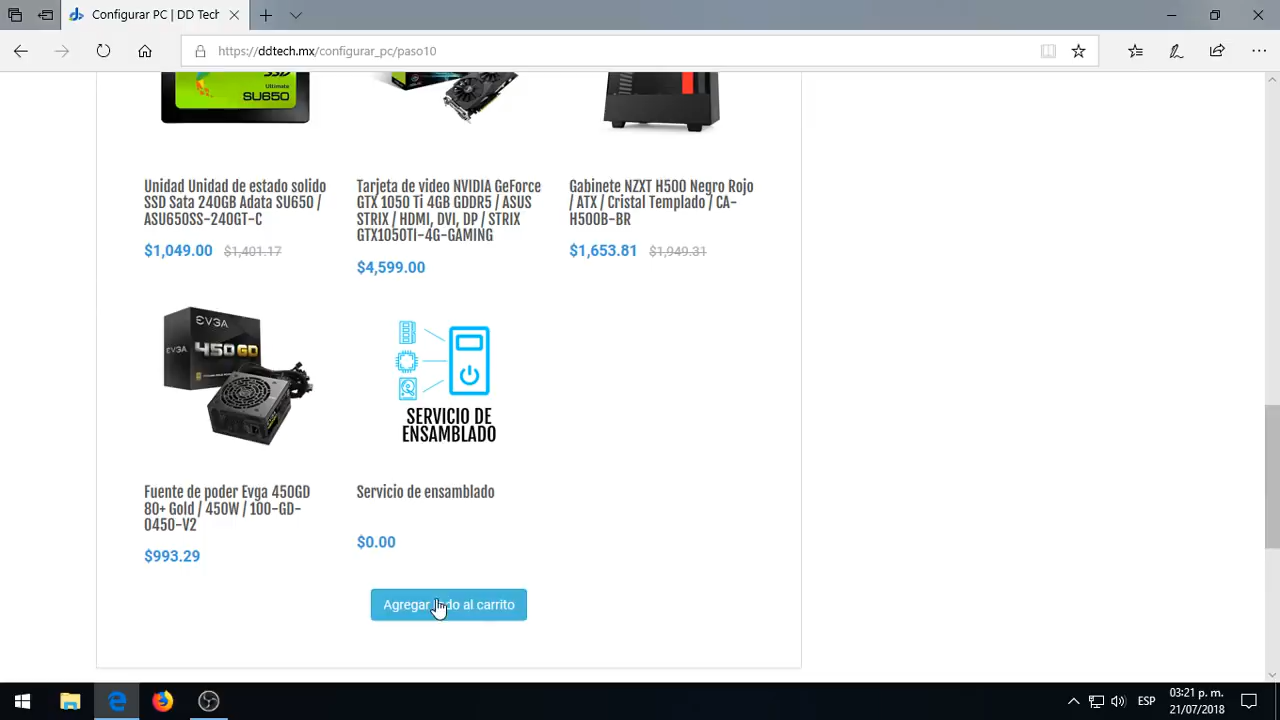 Configurar PC | DDTech
https://ddtech.mx/configurar_pc/paso10
SSD
Ultimate
SU650
Unidad Unidad de estado solido
SSD Sata 240GB Adata SU650 /
ASU650SS-240GT-C
$1,049.00 $1,401.17
Tarjeta de video NVIDIA GeForce
GTX 1050 Ti 4GB GDDR5 / ASUS
STRIX / HDMI, DVI, DP / STRIX
GTX1050TI-4G-GAMING
$4,599.00
Gabinete NZXT H500 Negro Rojo
/ ATX / Cristal Templado / CA-
H500B-BR
$1,653.81 $1,949.31
EVGA
EVGA
450GD
Fuente de poder Evga 450GD
80+ Gold / 450W / 100-GD-
0450-V2
$993.29
SERVICIO DE
ENSAMBLADO
Servicio de ensamblado
$0.00
Agregar todo al carrito
ESP
03:21 p. m.
21/07/2018